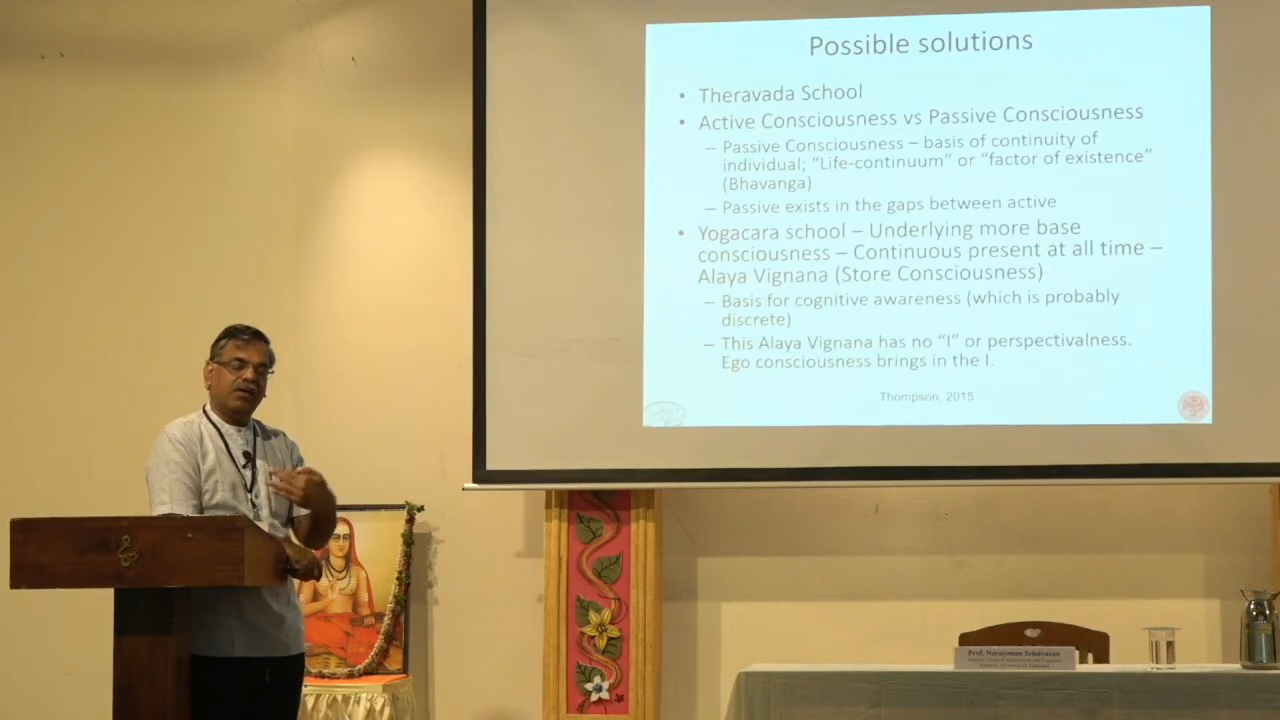 Possible solutions
• Theravada School
• Active Consciousness vs Passive Consciousness
– Passive Consciousness – basis of continuity of
individual; “Life-continuum” or “factor of existence”
(Bhavanga)
– Passive exists in the gaps between active
• Yogacara school – Underlying more base
consciousness – Continuous present at all time –
Alaya Vignana (Store Consciousness)
– Basis for cognitive awareness (which is probably
discrete)
– This Alaya Vignana has no “I” or perspectivalness.
Ego consciousness brings in the I.
Thompson, 2015
Prof. Narayanan Srinivasan